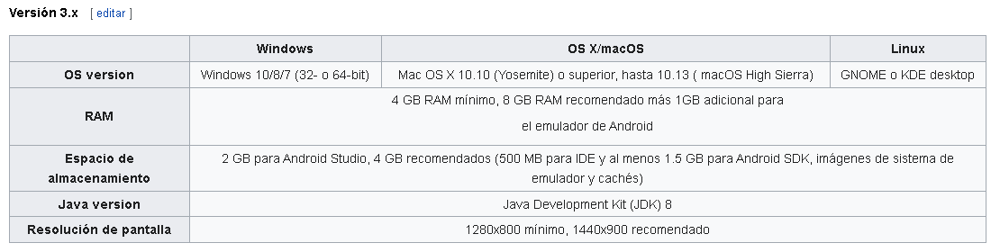 Versión 3.x [ editar ]
Windows OS X/macOS Linux
OS version Windows 10/8/7 (32- o 64-bit) Mac OS X 10.10 (Yosemite) o superior, hasta 10.13 ( macOS High Sierra) GNOME o KDE desktop
RAM
4 GB RAM mínimo, 8 GB RAM recomendado más 1GB adicional para
el emulador de Android
Espacio de
almacenamiento
2 GB para Android Studio, 4 GB recomendados (500 MB para IDE y al menos 1.5 GB para Android SDK, imágenes de sistema de
emulador y cachés)
Java version Java Development Kit (JDK) 8
Resolución de pantalla 1280x800 mínimo, 1440x900 recomendado